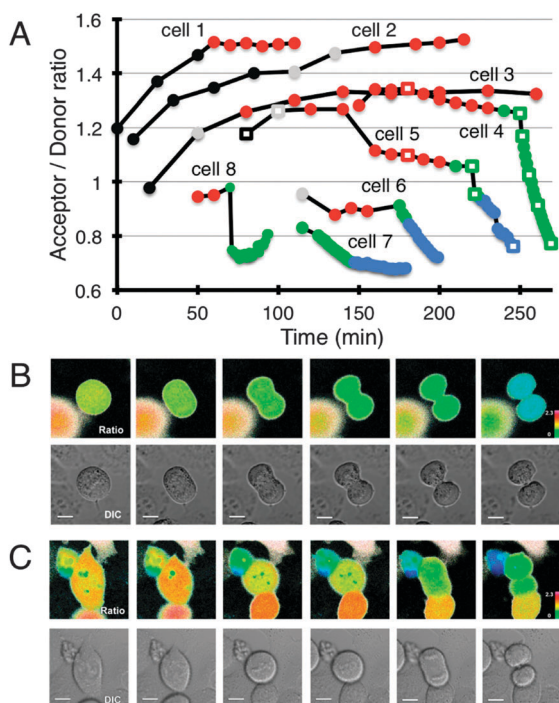 A
Acceptor / Donor ratio
1.6
1.4
1.2
1
0.8
0.6
0
50
100
150
200
250
Time (min)
cell 1
cell 2
cell 3
cell 4
cell 5
cell 6
cell 7
cell 8
B
Ratio
2.3
0
DIC
C
Ratio
2.3
0
DIC